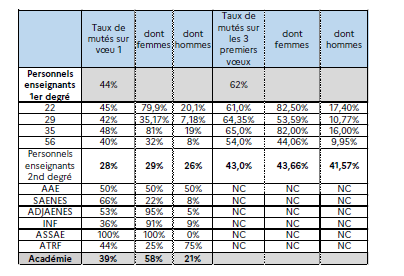 Taux de mutés sur vœu 1 | dont femmes | dont hommes | Taux de mutés sur les 3 premiers vœux | dont femmes | dont hommes
Personnels enseignants 1er degré | 44% | 62%
22 | 45% | 79,9% | 20,1% | 61,0% | 82,50% | 17,40%
29 | 42% | 35,17% | 7,18% | 64,35% | 53,59% | 10,77%
35 | 48% | 81% | 19% | 65,0% | 82,00% | 16,00%
56 | 40% | 32% | 8% | 54,0% | 44,06% | 9,95%
Personnels enseignants 2nd degré | 28% | 29% | 26% | 43,0% | 43,66% | 41,57%
AAE | 50% | 50% | 50% | NC | NC | NC
SAENES | 66% | 22% | 8% | NC | NC | NC
ADJAENES | 53% | 95% | 5% | NC | NC | NC
INF | 36% | 91% | 9% | NC | NC | NC
ASSAE | 100% | 100% | 0% | NC | NC | NC
ATRF | 44% | 25% | 75% | NC | NC | NC
Académie | 39% | 58% | 21%